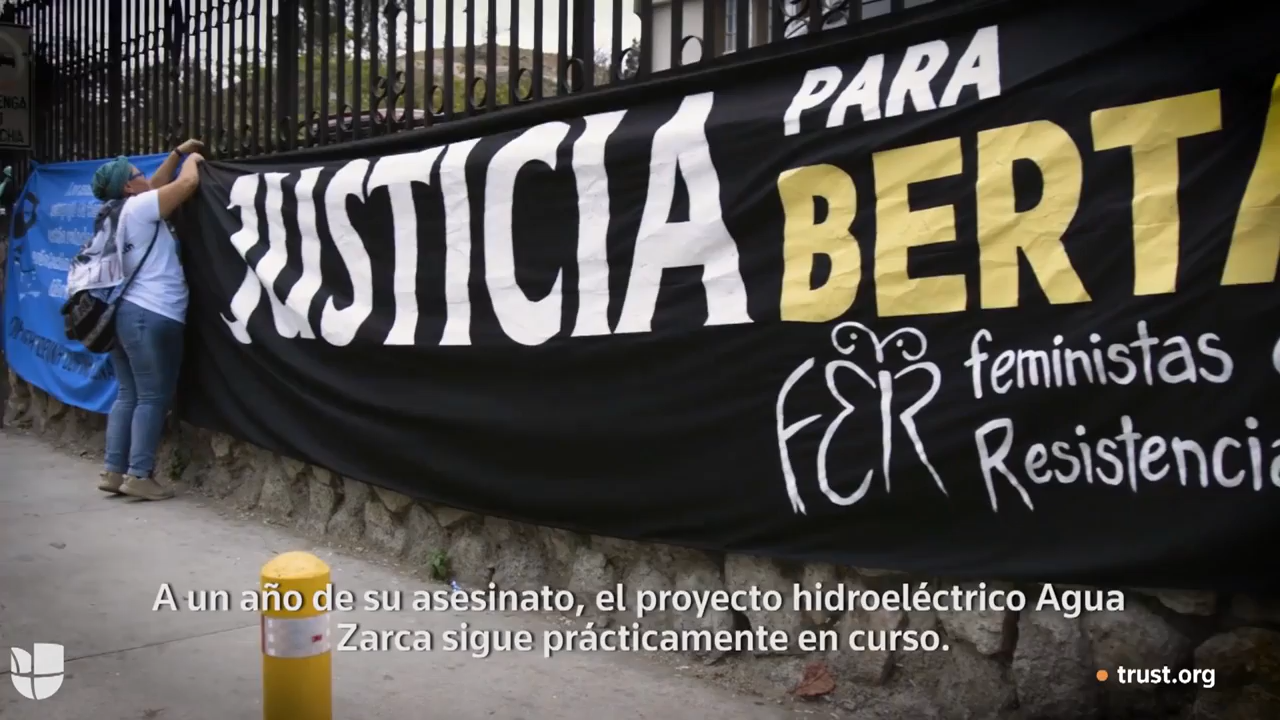 JUSTICIA PARA
BERTA
FER feministas
Resistencia
A un año de su asesinato, el proyecto hidroeléctrico Agua
Zarca sigue prácticamente en curso.
trust.org